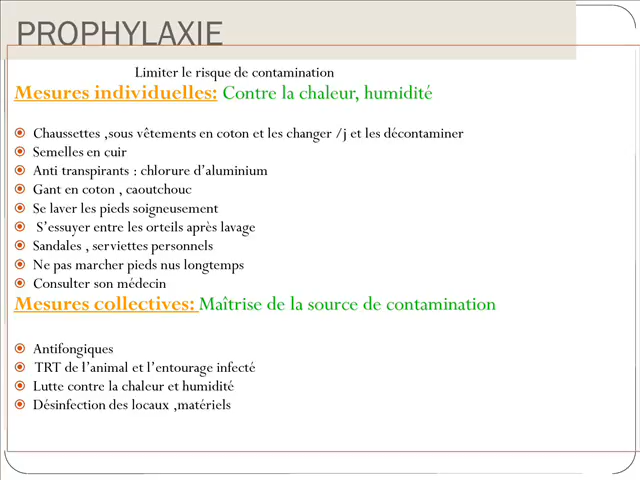 PROPHYLAXIE
Limiter le risque de contamination
Mesures individuelles: Contre la chaleur, humidité
Chaussettes ,sous vêtements en coton et les changer /j et les décontaminer
Semelles en cuir
Anti transpirants : chlorure d'aluminium
Gant en coton , caoutchouc
Se laver les pieds soigneusement
S'essuyer entre les orteils après lavage
Sandales , serviettes personnels
Ne pas marcher pieds nus longtemps
Consulter son médecin
Mesures collectives: Maîtrise de la source de contamination
Antifongiques
TRT de l'animal et l'entourage infecté
Lutte contre la chaleur et humidité
Désinfection des locaux ,matériels